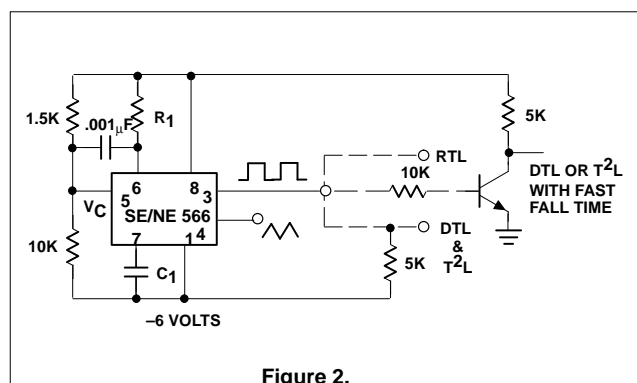 1.5K
.001μF
R1
5K
RTL
10K
6
8
3
5
VC
SE/NE 566
DTL OR T²L
WITH FAST
FALL TIME
7
1
4
10K
C1
5K
DTL
&
T²L
–6 VOLTS
Figure 2.